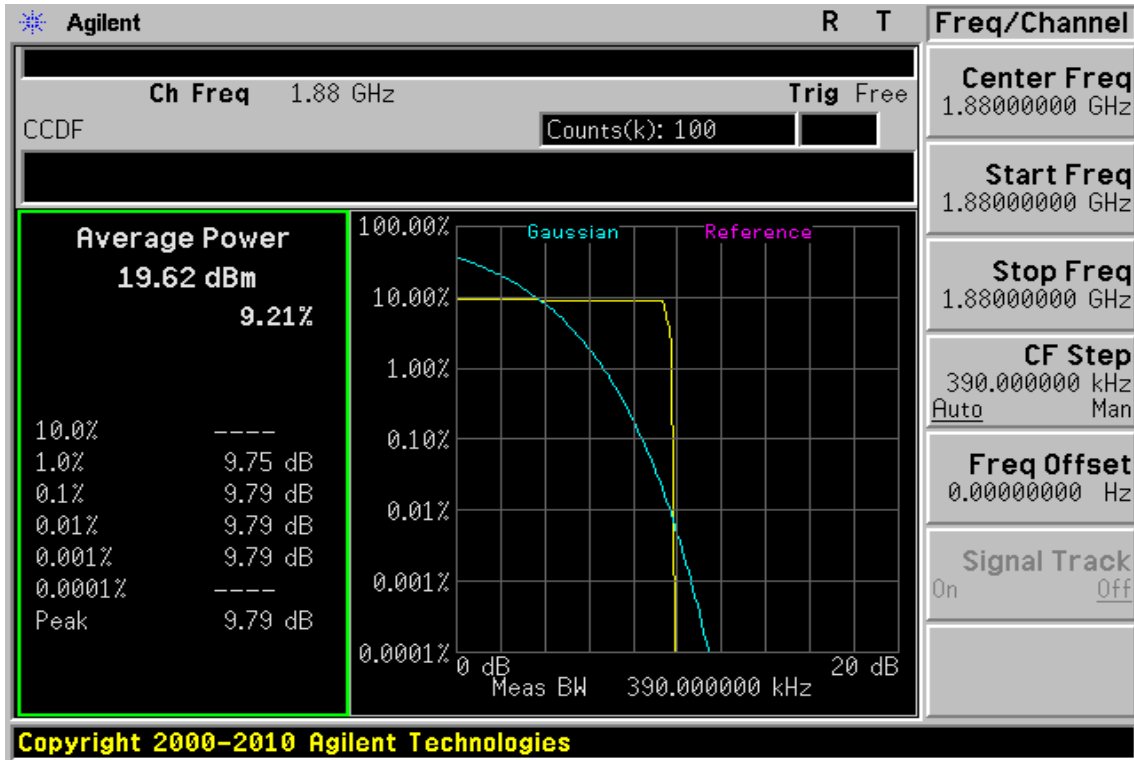 Agilent R T Freq/Channel
Ch Freq 1.88 GHz Trig Free
CCDF Counts(k): 100
Center Freq
1.88000000 GHz
Start Freq
1.88000000 GHz
Stop Freq
1.88000000 GHz
CF Step
390.000000 kHz
Auto Man
Freq Offset
0.00000000 Hz
Signal Track
On Off
Average Power
19.62 dBm
9.21%
10.0% ----
1.0% 9.75 dB
0.1% 9.79 dB
0.01% 9.79 dB
0.001% 9.79 dB
0.0001% ----
Peak 9.79 dB
Gaussian Reference
100.00%
10.00%
1.00%
0.10%
0.01%
0.001%
0.0001%
0 dB 20 dB
Meas BW 390.000000 kHz
Copyright 2000-2010 Agilent Technologies